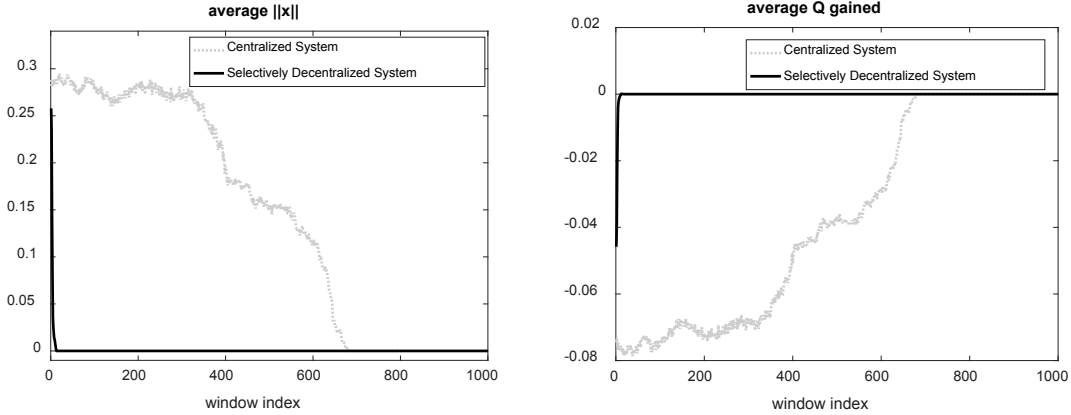 average ||x||
Centralized System
Selectively Decentralized System
0.3
0.25
0.2
0.15
0.1
0.05
0
0 200 400 600 800 1000
window index
average Q gained
0.02
Centralized System
Selectively Decentralized System
0
-0.02
-0.04
-0.06
-0.08
0 200 400 600 800 1000
window index